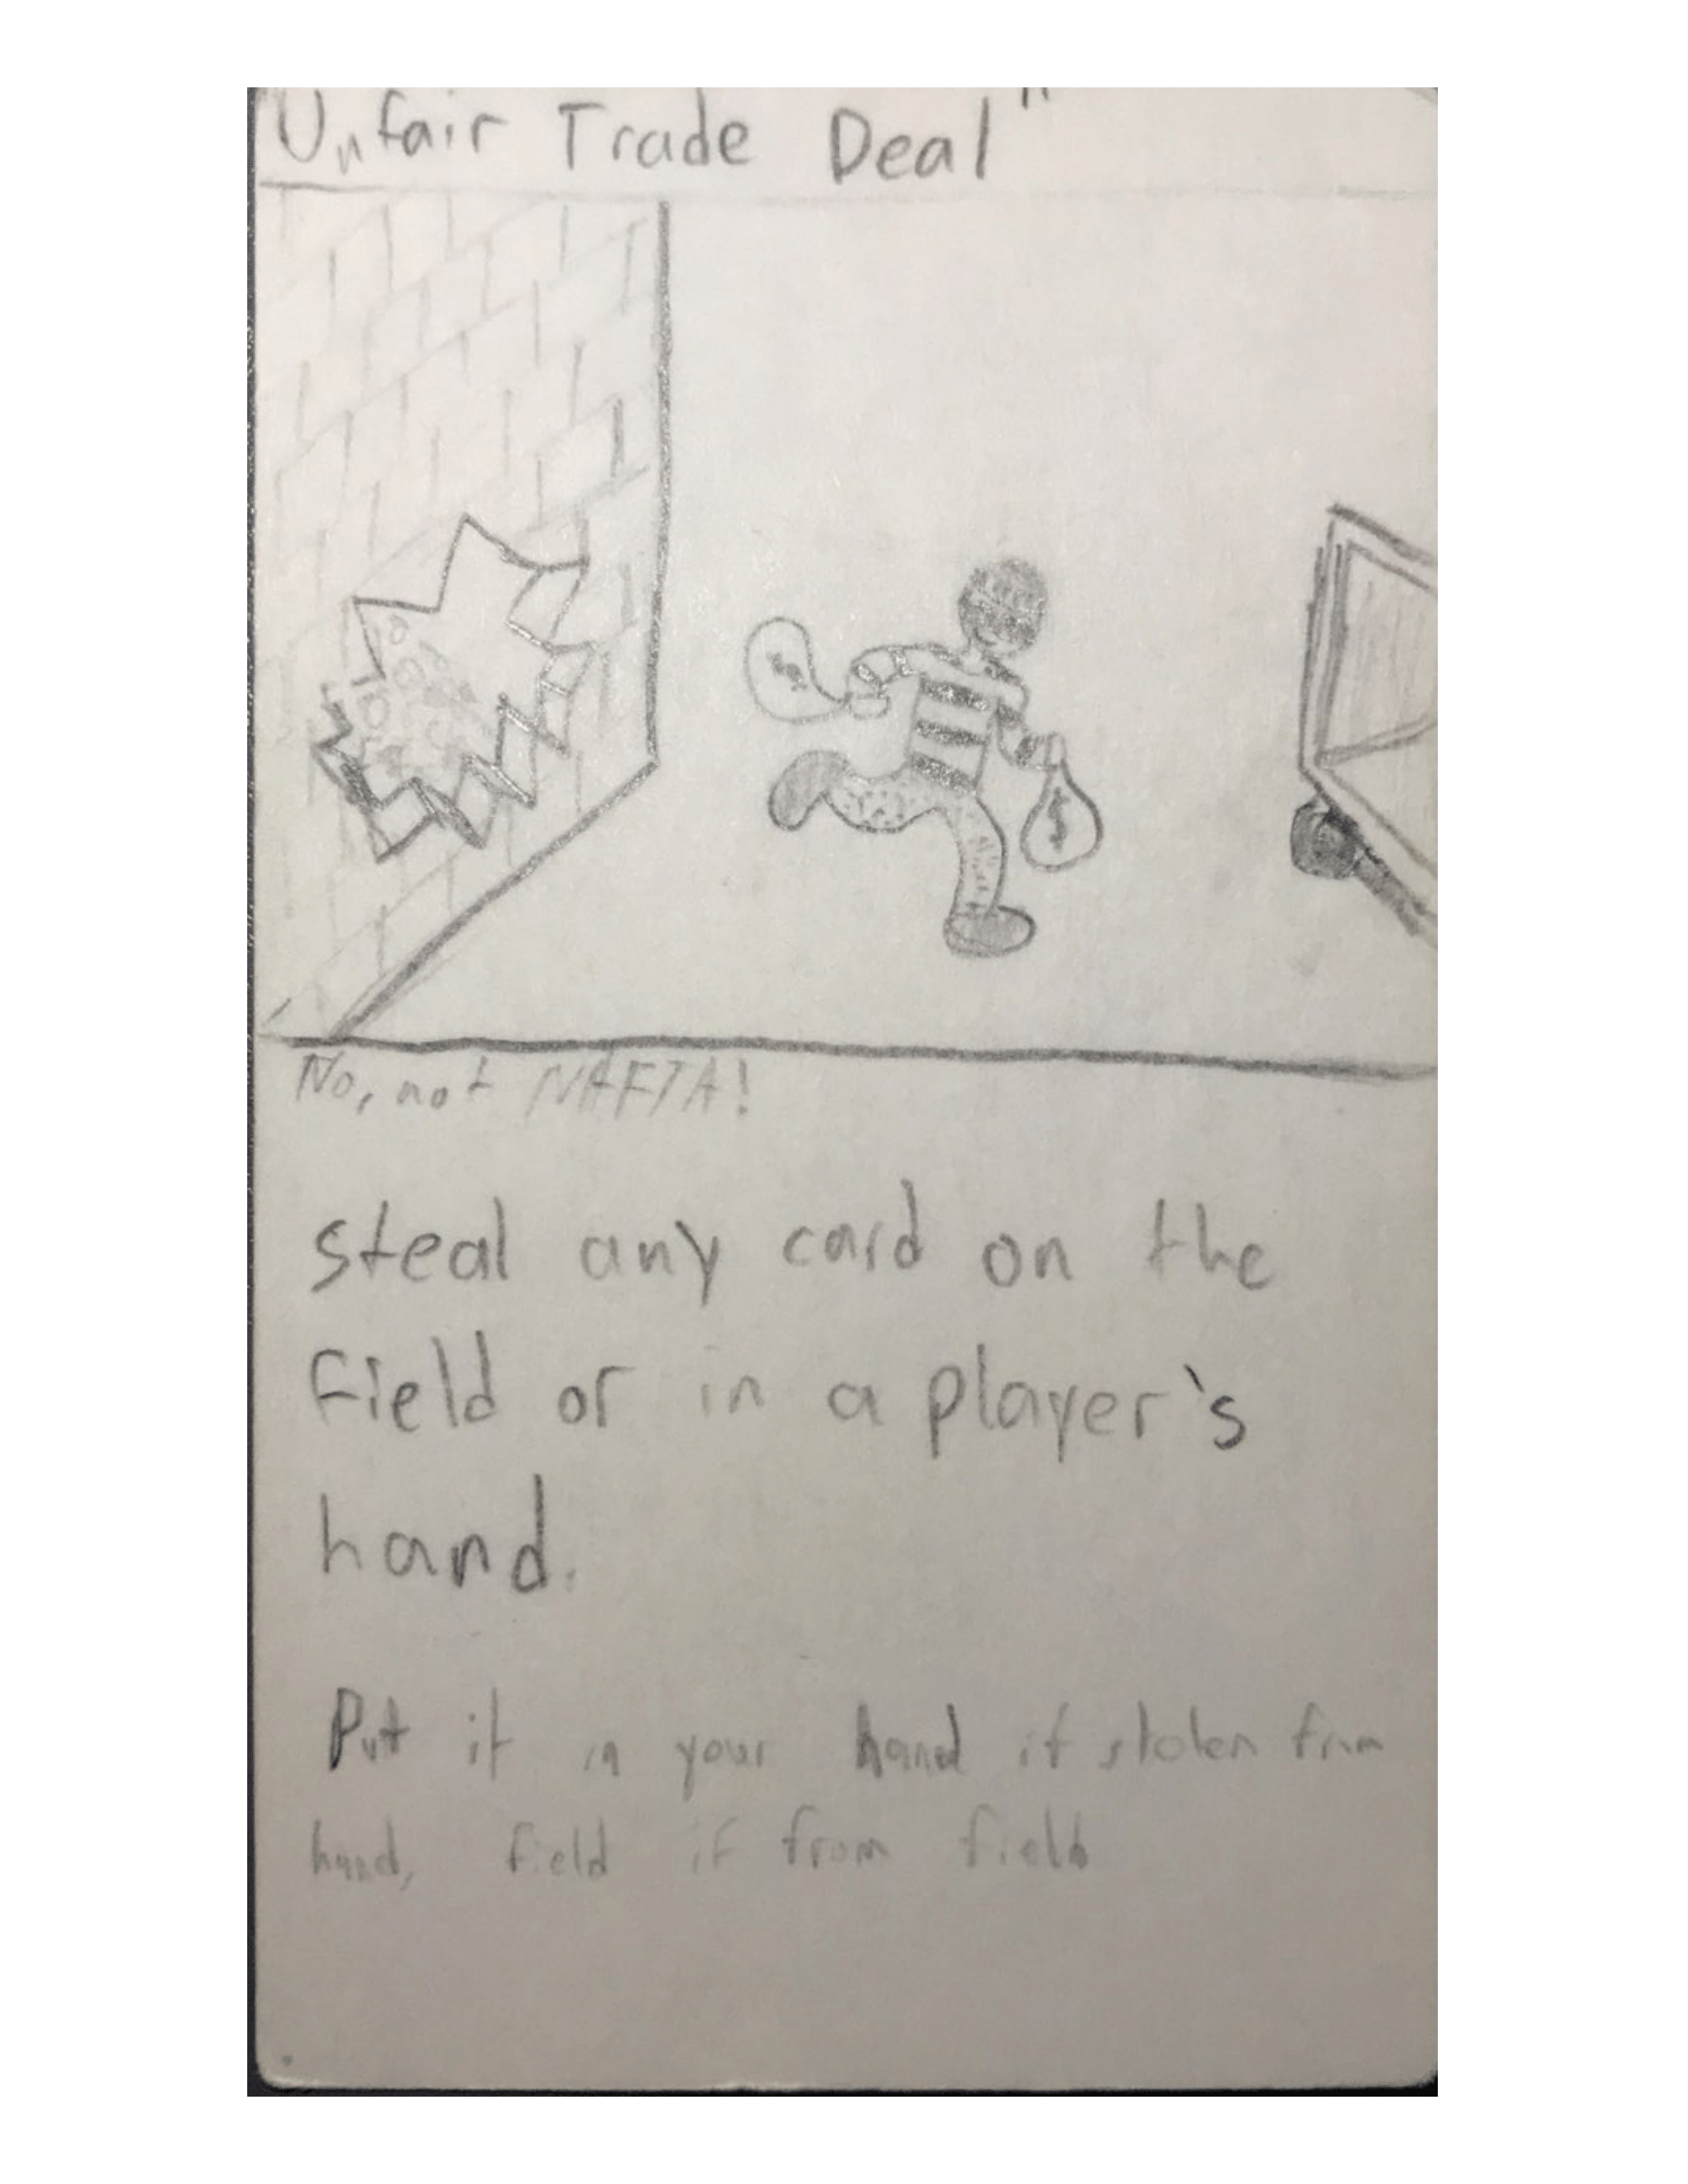 "Unfair Trade Deal"
$
$
No, not NAFTA!
steal any card on the
field or in a player's
hand.
Put it in your hand if stolen from
hand, field if from field